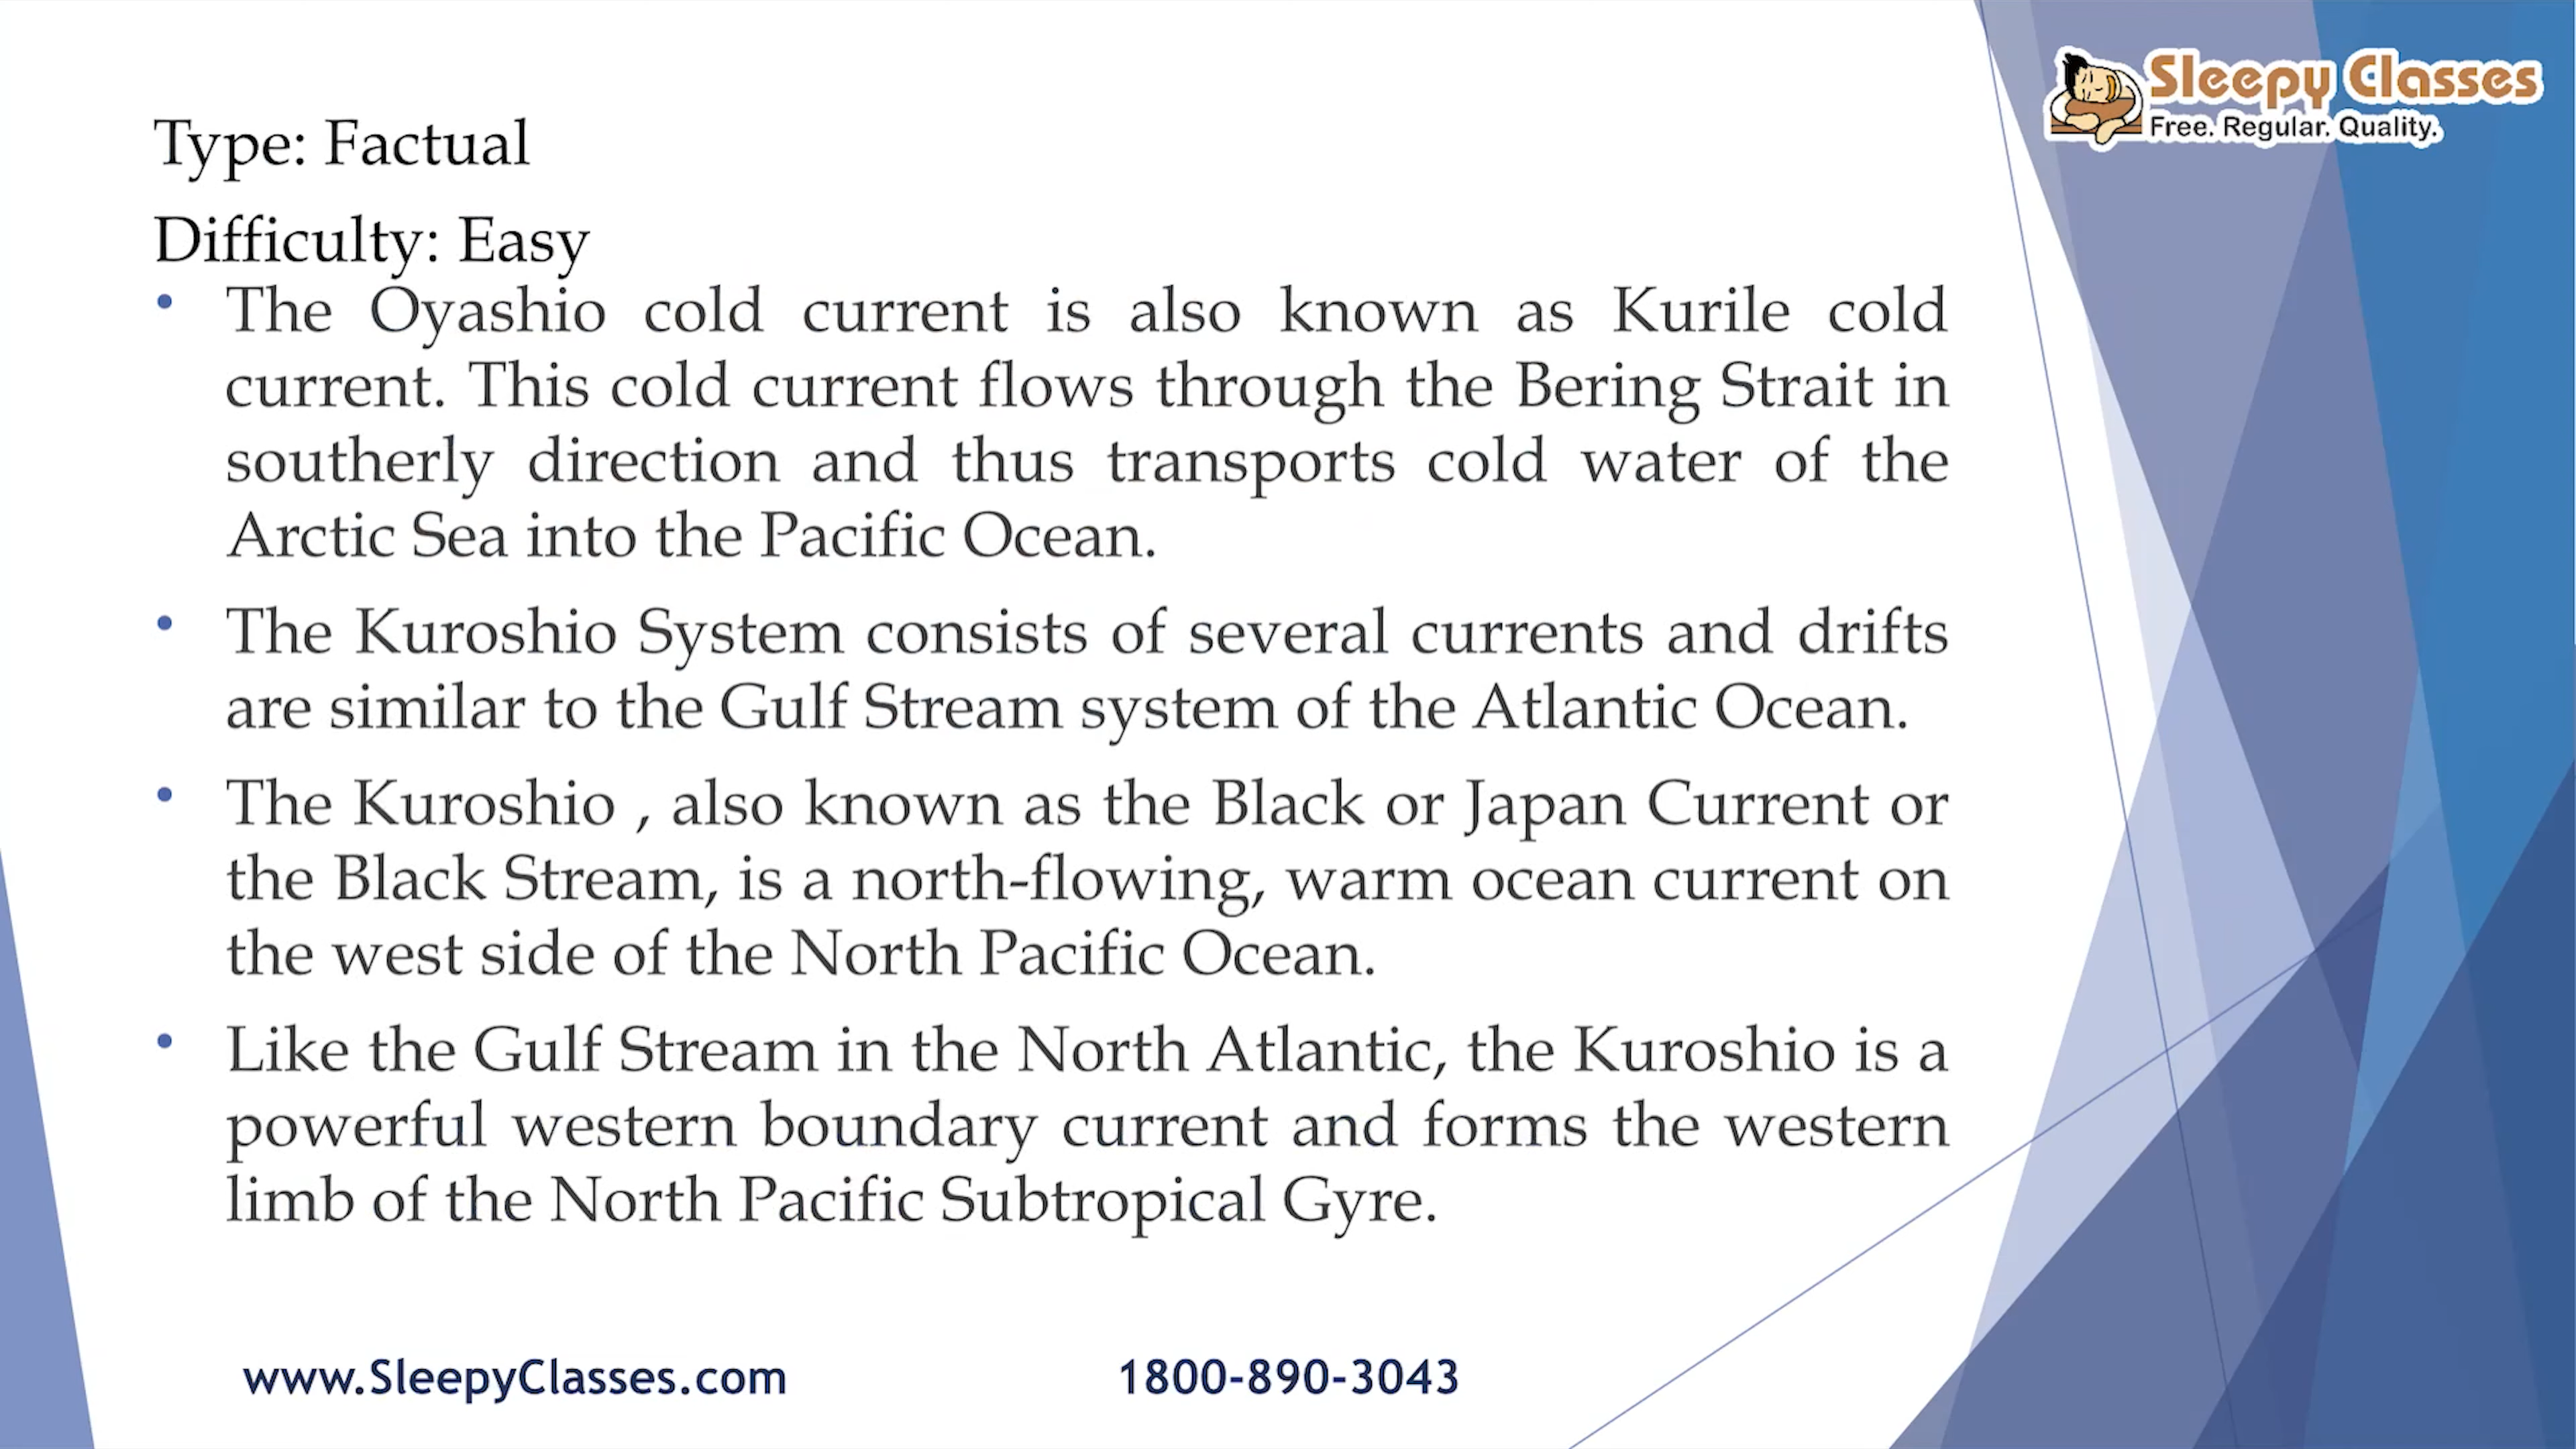 Sleepy Classes
Free. Regular. Quality.
Type: Factual
Difficulty: Easy
• The Oyashio cold current is also known as Kurile cold
current. This cold current flows through the Bering Strait in
southerly direction and thus transports cold water of the
Arctic Sea into the Pacific Ocean.
• The Kuroshio System consists of several currents and drifts
are similar to the Gulf Stream system of the Atlantic Ocean.
• The Kuroshio , also known as the Black or Japan Current or
the Black Stream, is a north-flowing, warm ocean current on
the west side of the North Pacific Ocean.
• Like the Gulf Stream in the North Atlantic, the Kuroshio is a
powerful western boundary current and forms the western
limb of the North Pacific Subtropical Gyre.
www.SleepyClasses.com 1800-890-3043